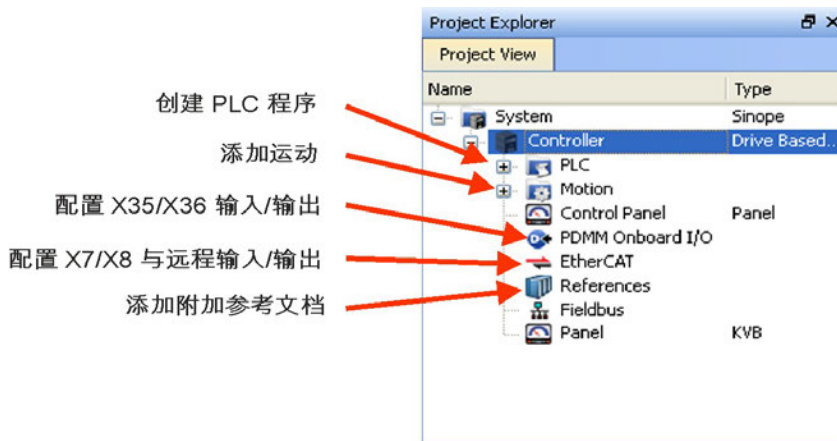 Project Explorer
Project View
Name Type
System Sinope
创建 PLC 程序
Controller Drive Based...
添加运动
PLC
Motion
配置 X35/X36 输入/输出
Control Panel Panel
PDMM Onboard I/O
配置 X7/X8 与远程输入/输出
EtherCAT
添加附加参考文档
References
Fieldbus
Panel KVB